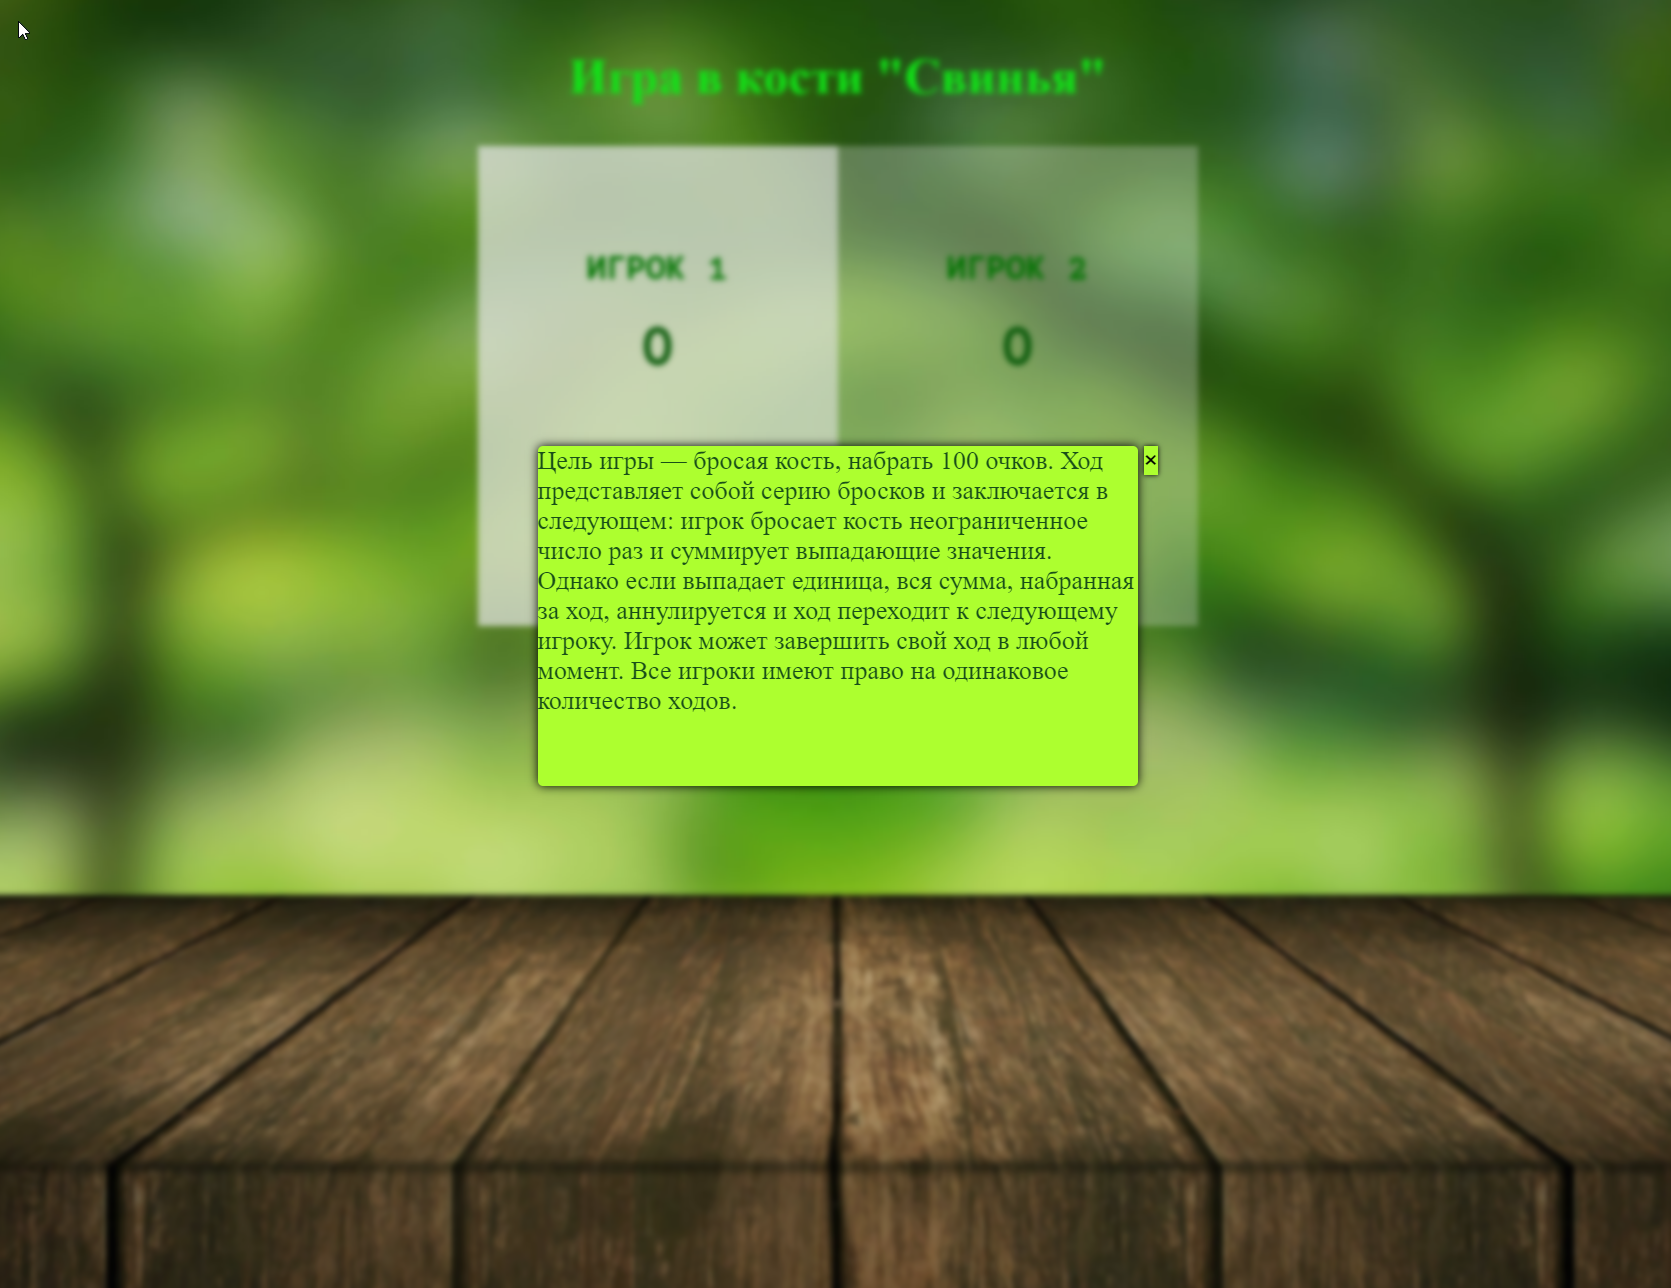 Игра в кости "Свинья"
ИГРОК 1
ИГРОК 2
0
0
Цель игры — бросая кость, набрать 100 очков. Ход
представляет собой серию бросков и заключается в
следующем: игрок бросает кость неограниченное
число раз и суммирует выпадающие значения.
Однако если выпадает единица, вся сумма, набранная
за ход, аннулируется и ход переходит к следующему
игроку. Игрок может завершить свой ход в любой
момент. Все игроки имеют право на одинаковое
количество ходов.